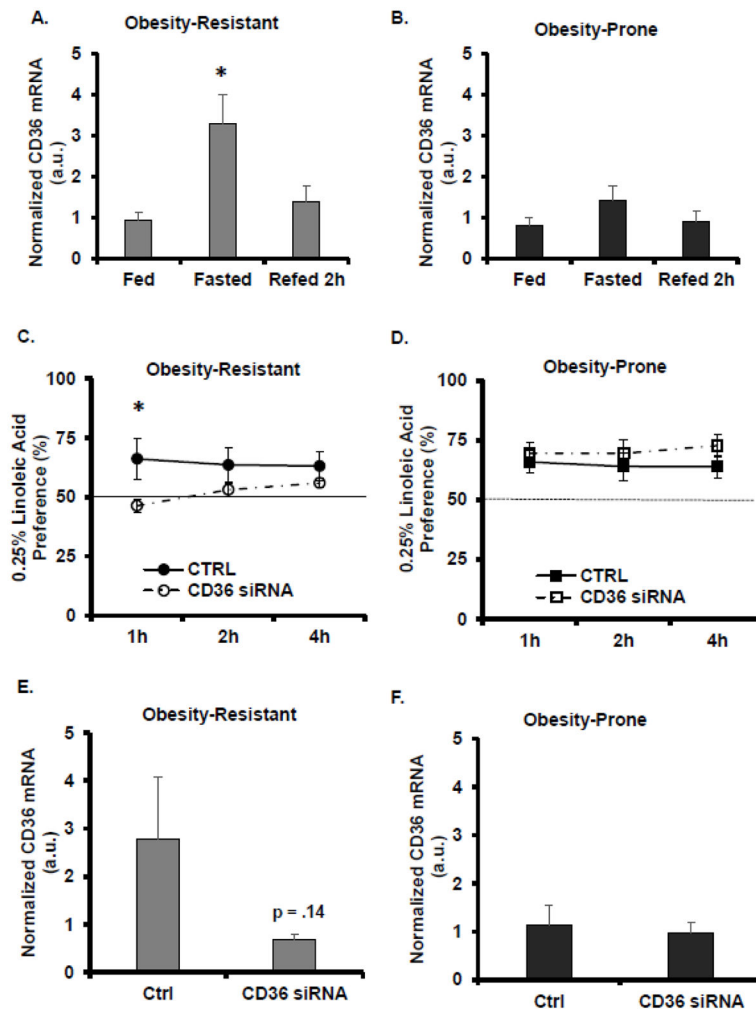 A.
Obesity-Resistant
Normalized CD36 mRNA
(a.u.)
5
4
3
2
1
0
*
Fed
Fasted
Refed 2h
B.
Obesity-Prone
Normalized CD36 mRNA
(a.u.)
5
4
3
2
1
0
Fed
Fasted
Refed 2h
C.
Obesity-Resistant
0.25% Linoleic Acid
Preference (%)
100
75
50
25
0
*
CTRL
CD36 siRNA
1h
2h
4h
D.
Obesity-Prone
0.25% Linoleic Acid
Preference (%)
100
75
50
25
0
CTRL
CD36 siRNA
1h
2h
4h
E.
Obesity-Resistant
Normalized CD36 mRNA
(a.u.)
5
4
3
2
1
0
p = .14
Ctrl
CD36 siRNA
F.
Obesity-Prone
Normalized CD36 mRNA
(a.u.)
5
4
3
2
1
0
Ctrl
CD36 siRNA